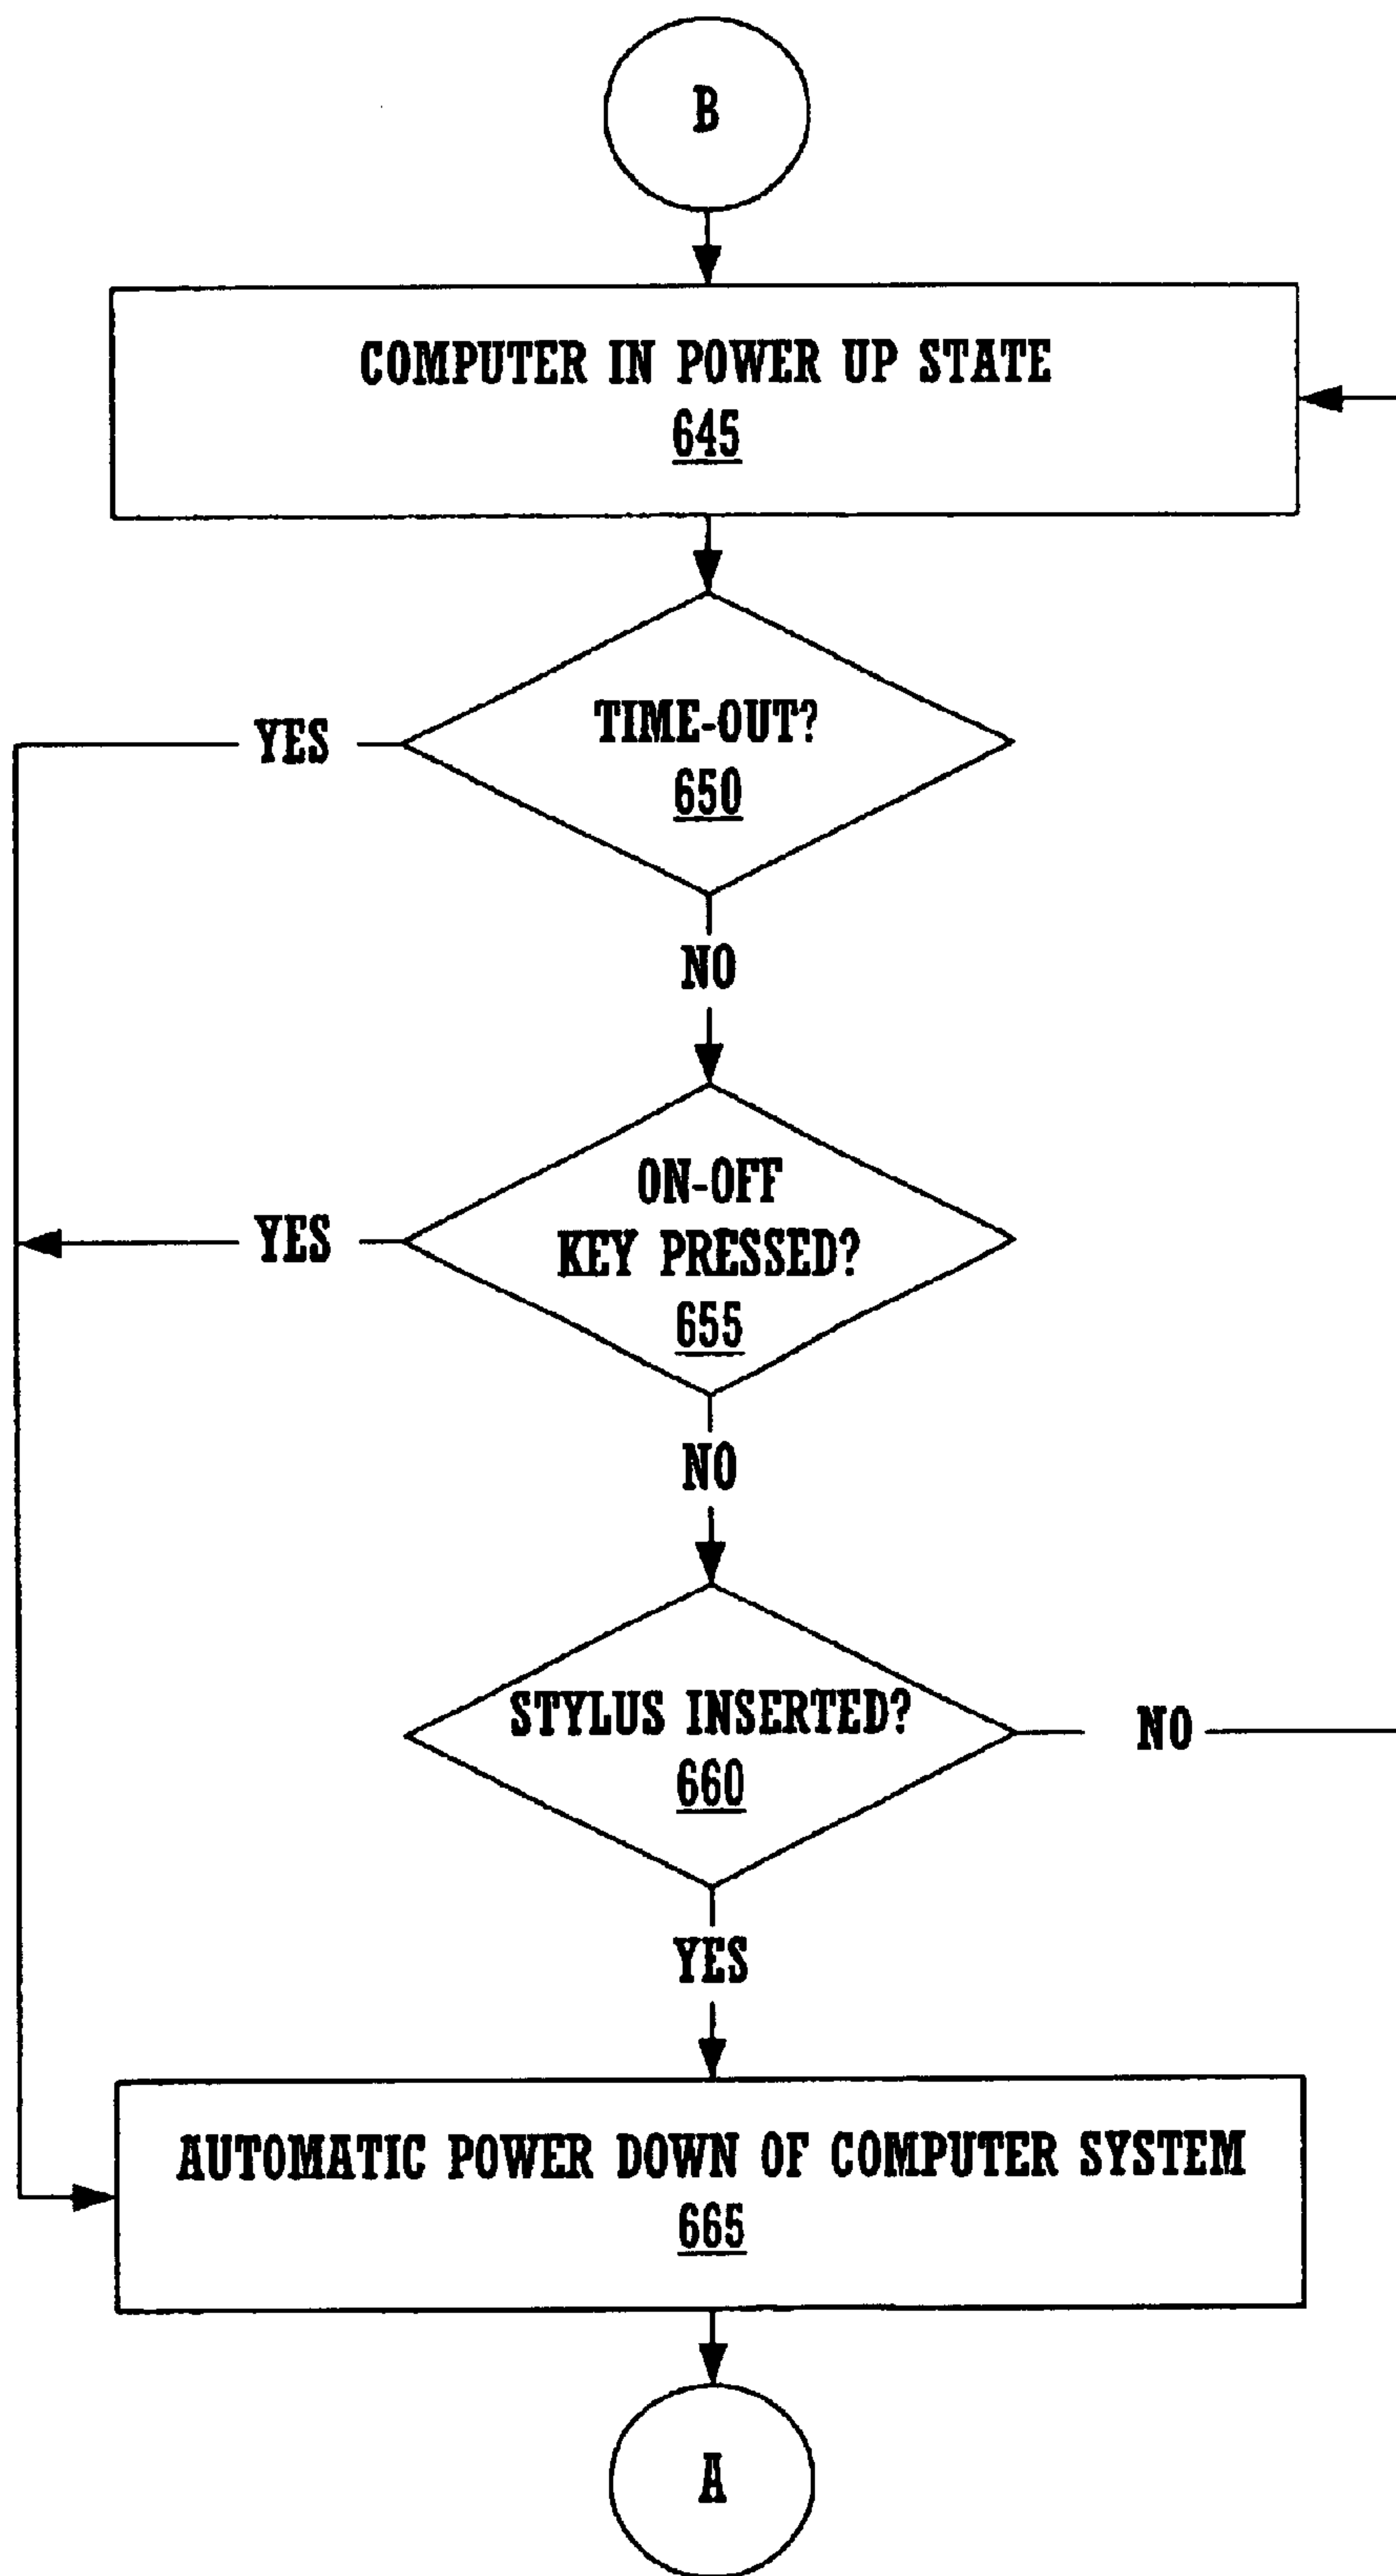 B
COMPUTER IN POWER UP STATE
645
TIME-OUT?
650
YES
NO
ON-OFF
KEY PRESSED?
655
YES
NO
STYLUS INSERTED?
660
NO
YES
AUTOMATIC POWER DOWN OF COMPUTER SYSTEM
665
A